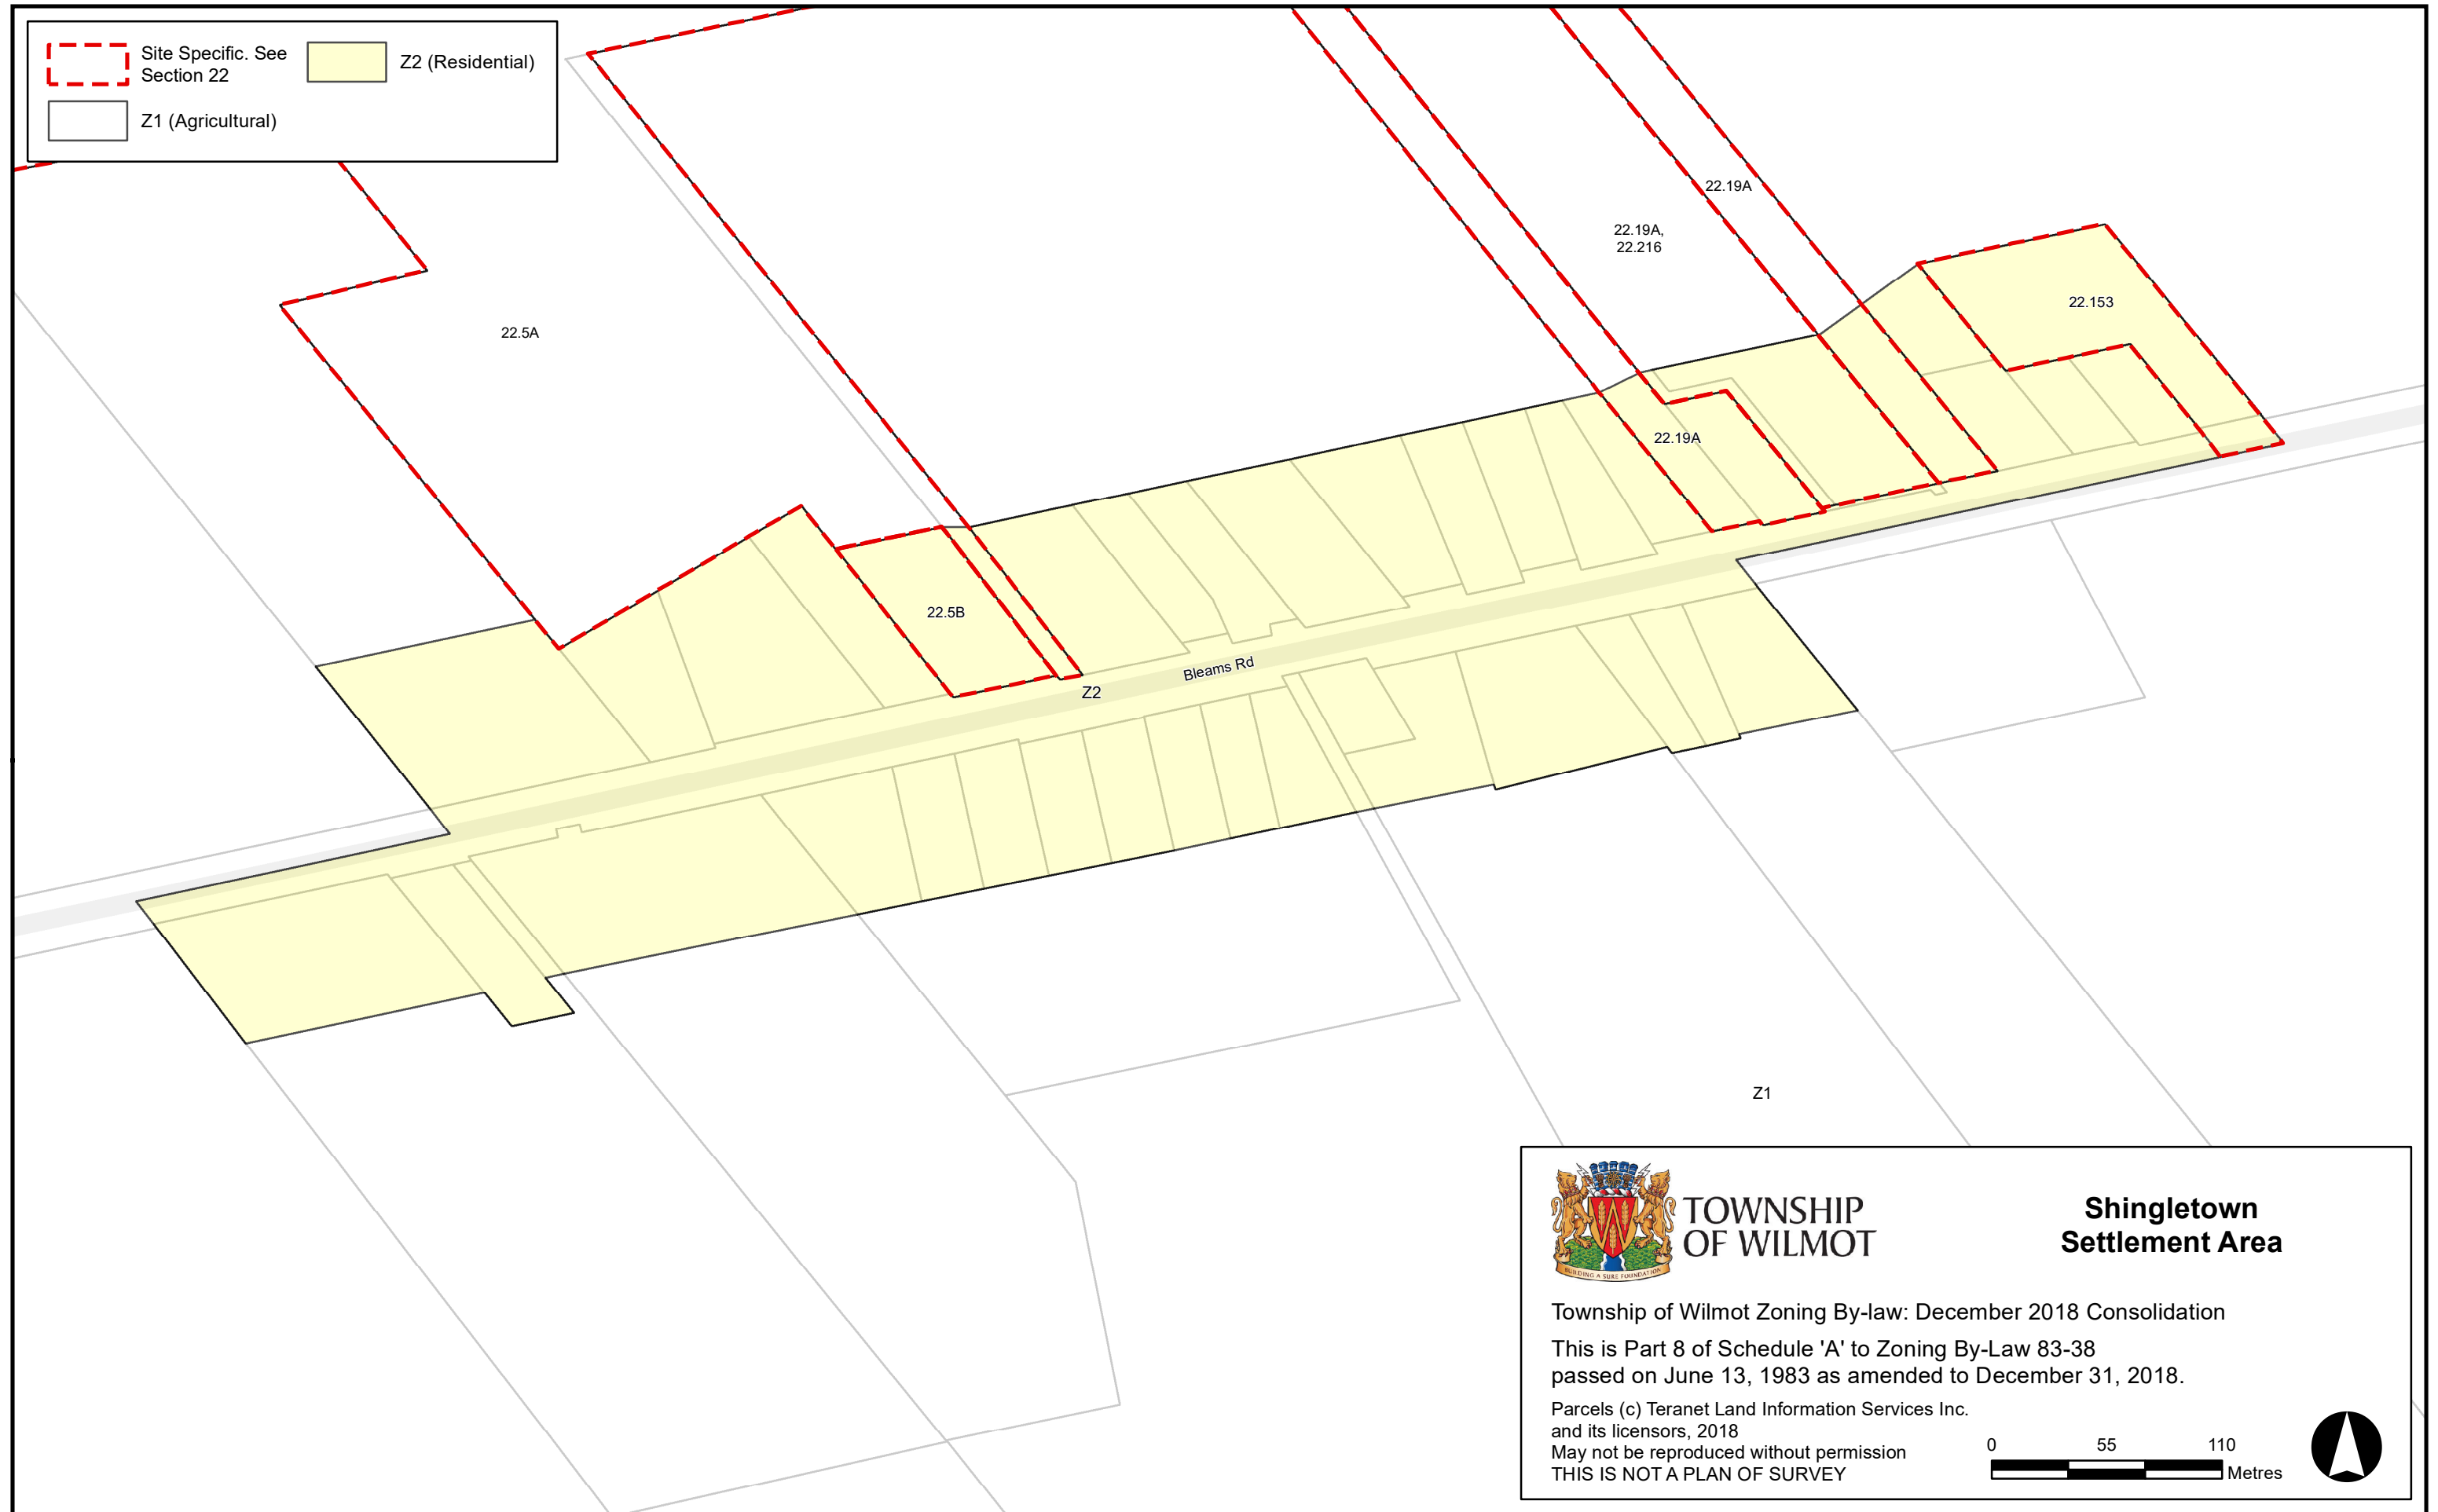 Site Specific. See
Section 22
Z2 (Residential)
Z1 (Agricultural)
22.19A
22.19A,
22.216
22.153
22.5A
22.19A
22.5B
Bleams Rd
Z2
Z1
TOWNSHIP
OF WILMOT
BUILDING A SURE FOUNDATION
Shingletown
Settlement Area
Township of Wilmot Zoning By-law: December 2018 Consolidation
This is Part 8 of Schedule 'A' to Zoning By-Law 83-38
passed on June 13, 1983 as amended to December 31, 2018.
Parcels (c) Teranet Land Information Services Inc.
and its licensors, 2018
May not be reproduced without permission
THIS IS NOT A PLAN OF SURVEY
0 55 110
Metres